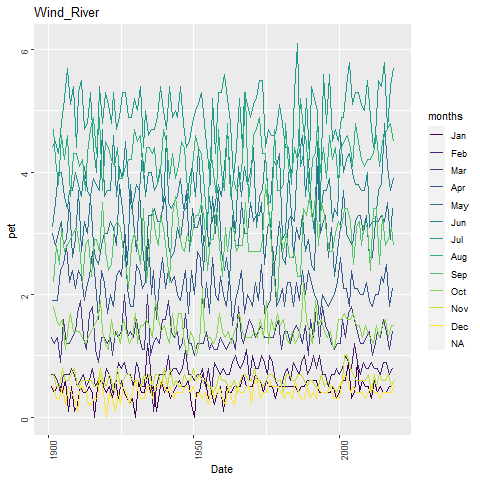 Wind_River
6
4
2
0
pet
1900
1950
2000
Date
months
Jan
Feb
Mar
Apr
May
Jun
Jul
Aug
Sep
Oct
Nov
Dec
NA